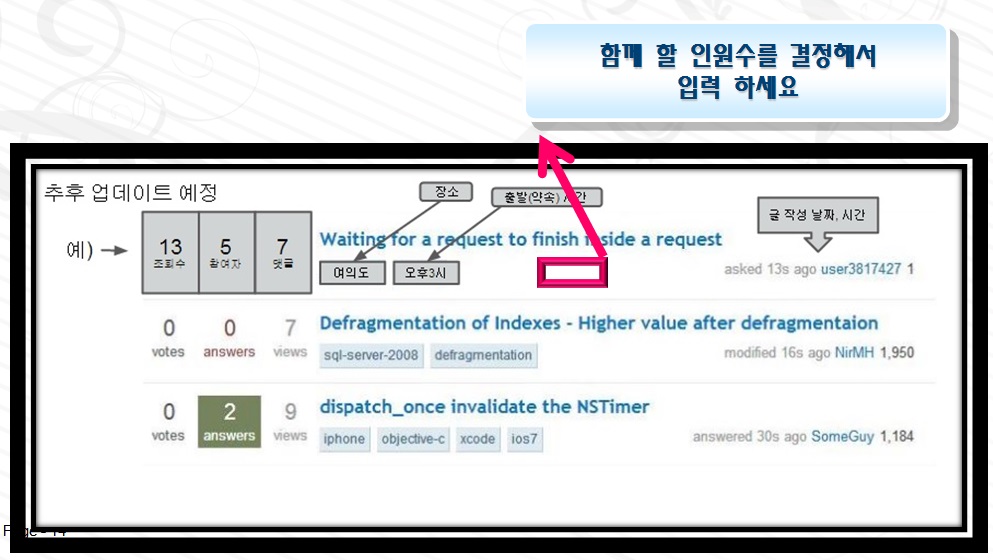 함께 할 인원수를 결정해서
입력 하세요
추후 업데이트 예정
장소
출발(약속) 시간
글 작성 날짜, 시간
예)
13 조회수
5 참여자
7 댓글
Waiting for a request to finish inside a request
여의도
오후3시
asked 13s ago user3817427 1
0 votes
0 answers
7 views
Defragmentation of Indexes - Higher value after defragmentaion
sql-server-2008 defragmentation
modified 16s ago NirMH 1,950
0 votes
2 answers
9 views
dispatch_once invalidate the NSTimer
iphone objective-c xcode ios7
answered 30s ago SomeGuy 1,184